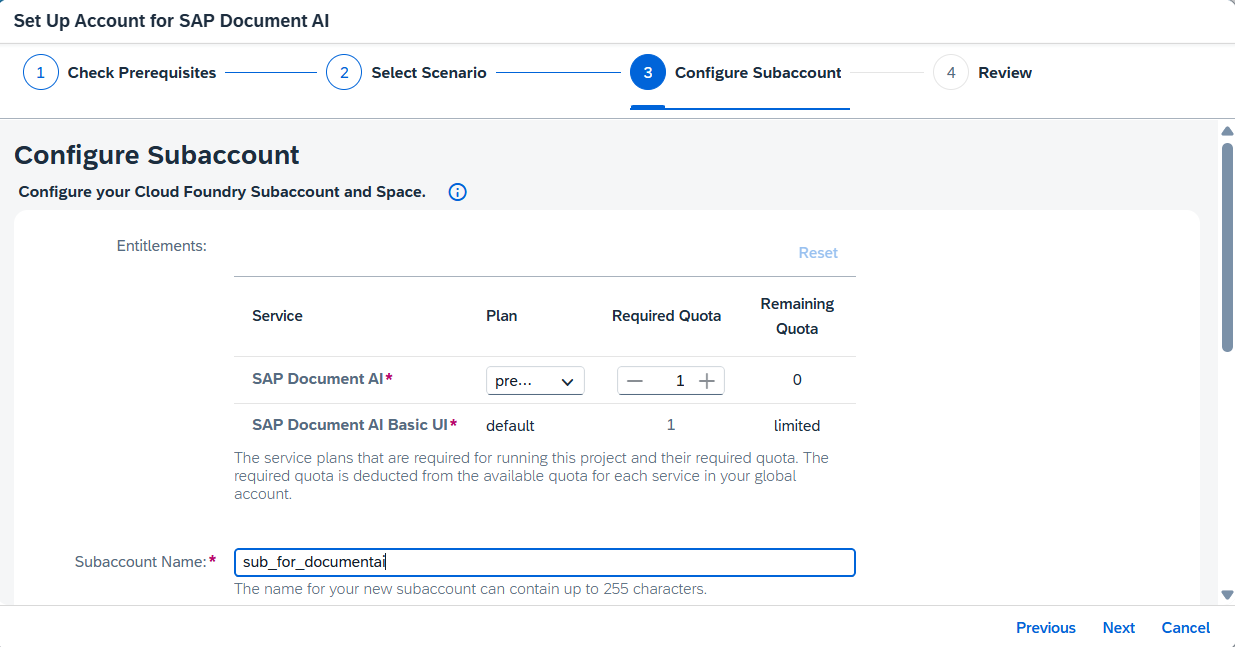 Set Up Account for SAP Document AI
1 Check Prerequisites 2 Select Scenario 3 Configure Subaccount 4 Review
Configure Subaccount
Configure your Cloud Foundry Subaccount and Space.
Entitlements:
Reset
Service Plan Required Quota Remaining Quota
SAP Document AI* pre... 1 0
SAP Document AI Basic UI* default 1 limited
The service plans that are required for running this project and their required quota. The
required quota is deducted from the available quota for each service in your global
account.
Subaccount Name:* sub_for_documentai
The name for your new subaccount can contain up to 255 characters.
Previous Next Cancel